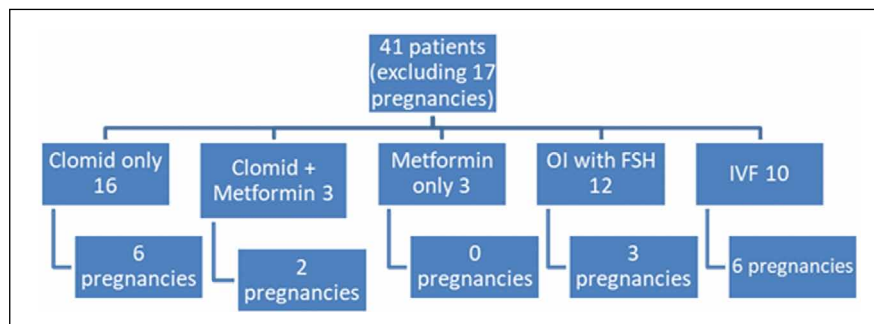 41 patients
(excluding 17
pregnancies)
Clomid only
16
Clomid +
Metformin 3
Metformin
only 3
OI with FSH
12
IVF 10
6
pregnancies
2
pregnancies
0
pregnancies
3
pregnancies
6 pregnancies